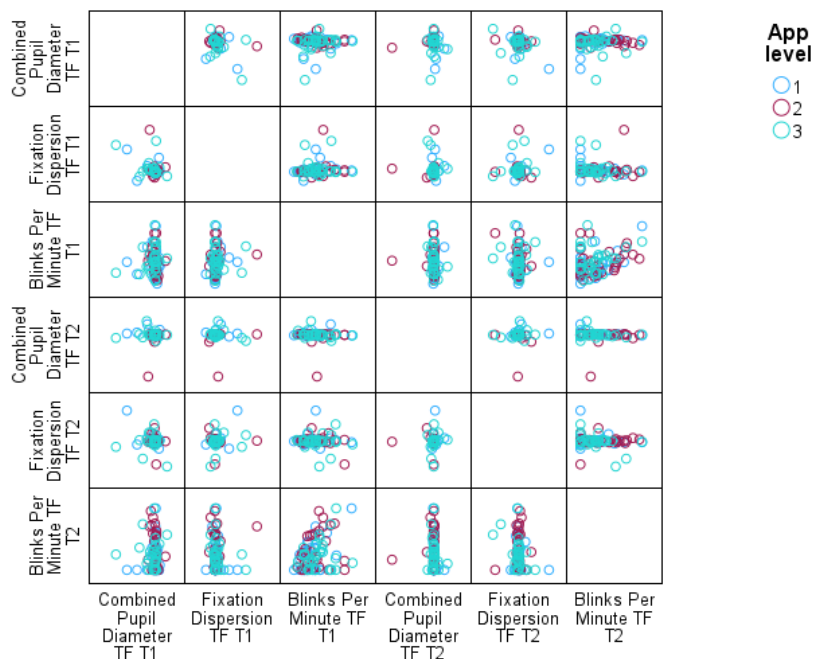 Combined
Pupil
Diameter
TF T1
Fixation
Dispersion
TF T1
Blinks Per
Minute TF
T1
Combined
Pupil
Diameter
TF T2
Fixation
Dispersion
TF T2
Blinks Per
Minute TF
T2
Combined
Pupil
Diameter
TF T1
Fixation
Dispersion
TF T1
Blinks Per
Minute TF
T1
Combined
Pupil
Diameter
TF T2
Fixation
Dispersion
TF T2
Blinks Per
Minute TF
T2
App
level
1
2
3